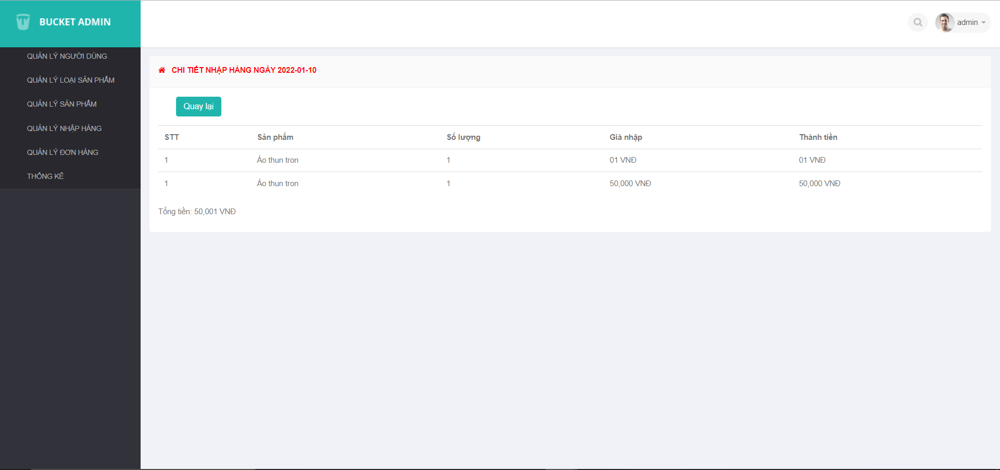 BUCKET ADMIN
admin
QUẢN LÝ NGƯỜI DÙNG
QUẢN LÝ LOẠI SẢN PHẨM
QUẢN LÝ SẢN PHẨM
QUẢN LÝ NHẬP HÀNG
QUẢN LÝ ĐƠN HÀNG
THỐNG KÊ
CHI TIẾT NHẬP HÀNG NGÀY 2022-01-10
Quay lại
STT Sản phẩm Số lượng Giá nhập Thành tiền
1 Áo thun tron 1 01 VNĐ 01 VNĐ
1 Áo thun tron 1 50,000 VNĐ 50,000 VNĐ
Tổng tiền: 50,001 VNĐ